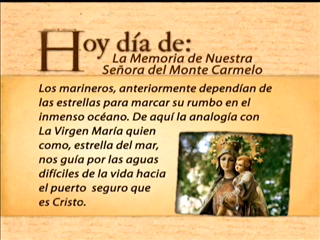 Hoy día de:
La Memoria de Nuestra
Señora del Monte Carmelo
Los marineros, anteriormente dependían de
las estrellas para marcar su rumbo en el
inmenso océano. De aquí la analogía con
La Virgen María quien
como, estrella del mar,
nos guía por las aguas
difíciles de la vida hacia
el puerto seguro que
es Cristo.